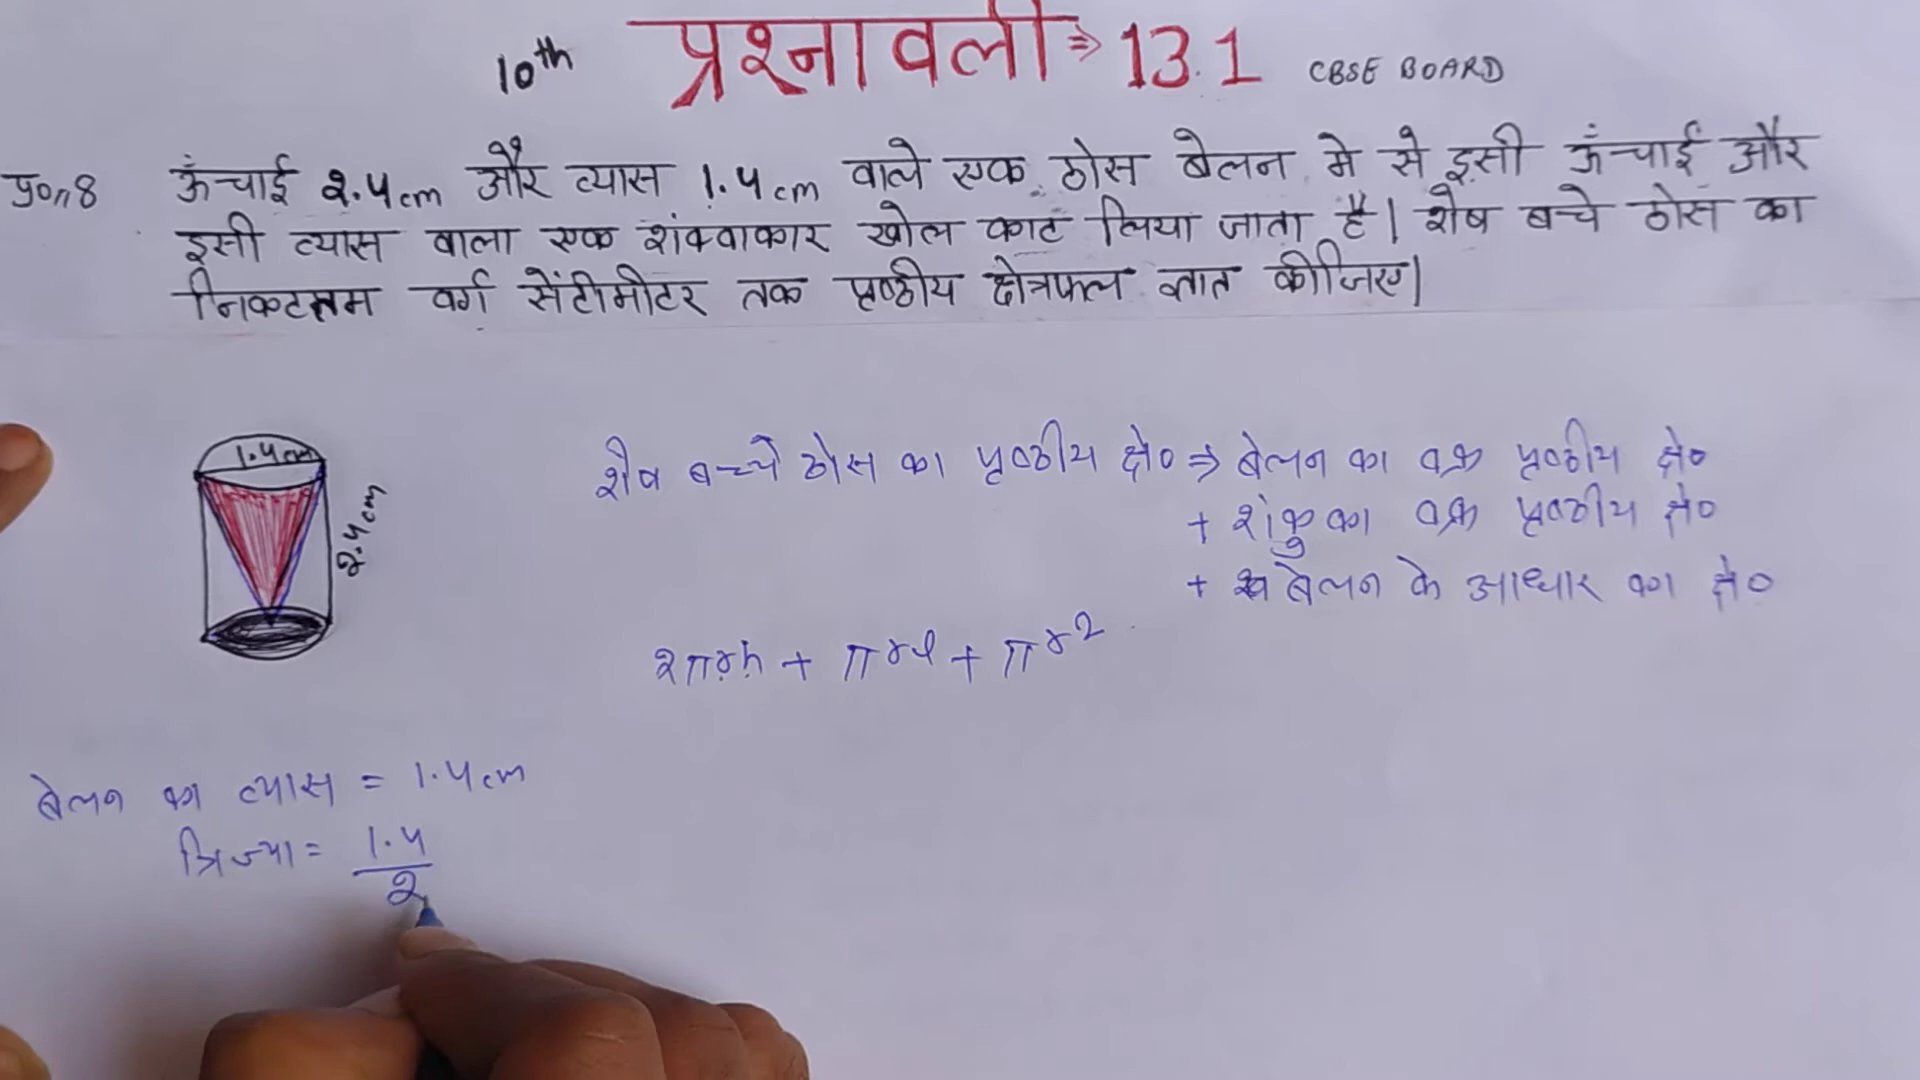 10th प्रश्नावली ⇒ 13.1 CBSE BOARD
प्र०,,8 ऊँचाई 2.4cm और व्यास 1.4cm वाले एक ठोस बेलन मे से इसी ऊँचाई और
इसी व्यास वाला एक शंक्वाकार खोल काट लिया जाता है। शेष बचे ठोस का
निकटतम वर्ग सेंटीमीटर तक पृष्ठीय क्षेत्रफल ज्ञात कीजिए।
1.4cm
2.4cm
शेष बच्चे ठोस का पृष्ठीय क्षे० ⇒ बेलन का वक्र पृष्ठीय क्षे०
+ शंकु का वक्र पृष्ठीय क्षे०
+ बेलन के आधार का क्षे०
2πrh + πrl + πr²
बेलन का व्यास = 1.4cm
त्रिज्या = 1.4
2